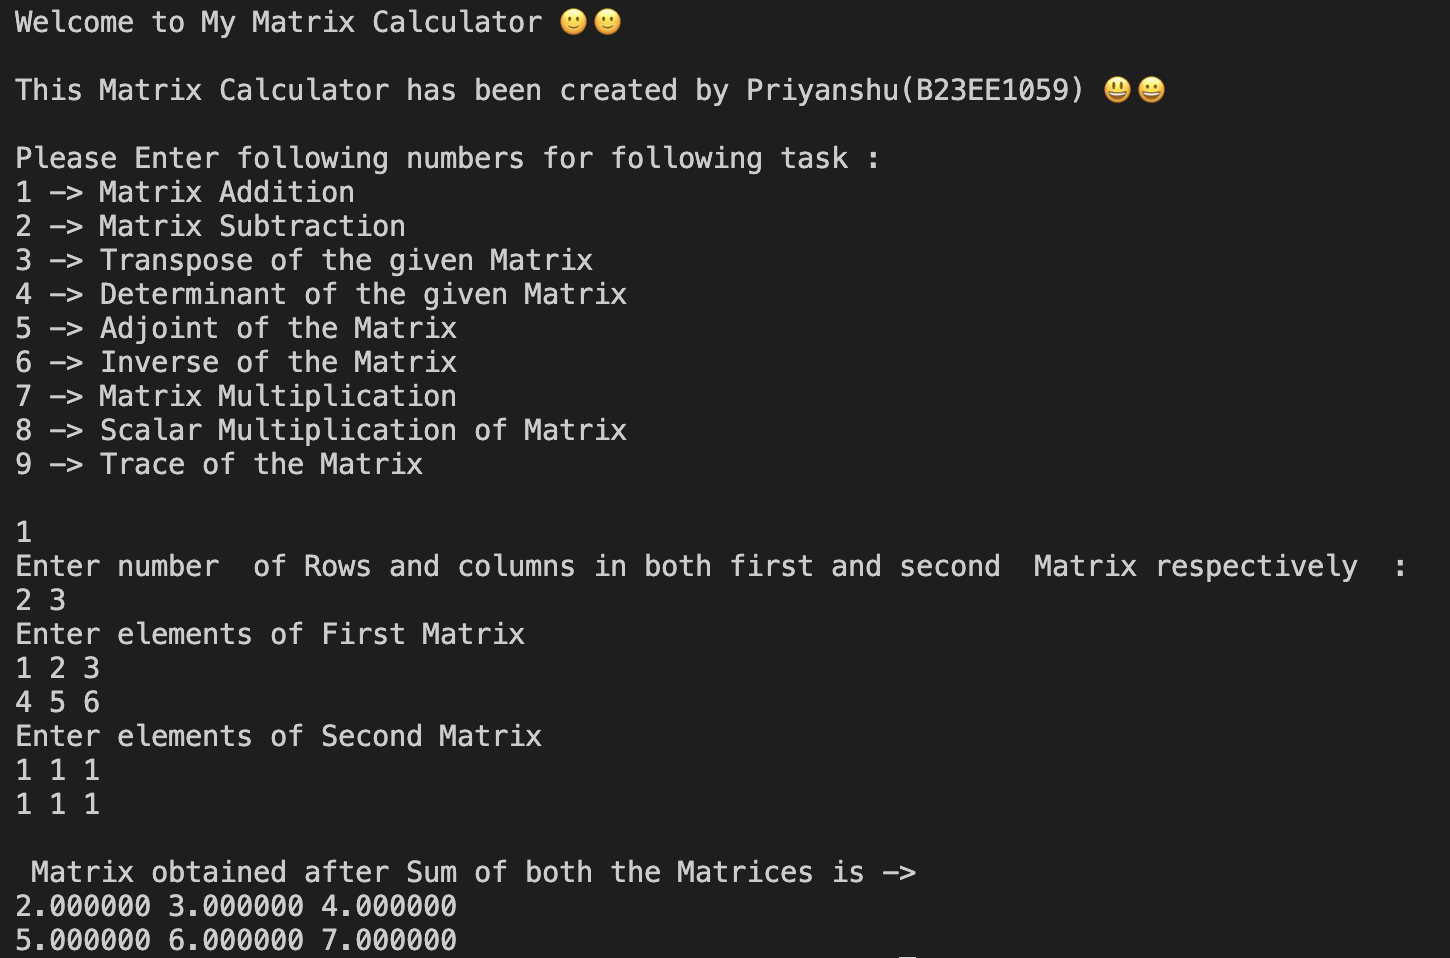 Welcome to My Matrix Calculator 🙂🙂
This Matrix Calculator has been created by Priyanshu(B23EE1059) 😃😀
Please Enter following numbers for following task :
1 –> Matrix Addition
2 –> Matrix Subtraction
3 –> Transpose of the given Matrix
4 –> Determinant of the given Matrix
5 –> Adjoint of the Matrix
6 –> Inverse of the Matrix
7 –> Matrix Multiplication
8 –> Scalar Multiplication of Matrix
9 –> Trace of the Matrix
1
Enter number  of Rows and columns in both first and second  Matrix respectively  :
2 3
Enter elements of First Matrix
1 2 3
4 5 6
Enter elements of Second Matrix
1 1 1
1 1 1
 Matrix obtained after Sum of both the Matrices is –>
2.000000 3.000000 4.000000
5.000000 6.000000 7.000000